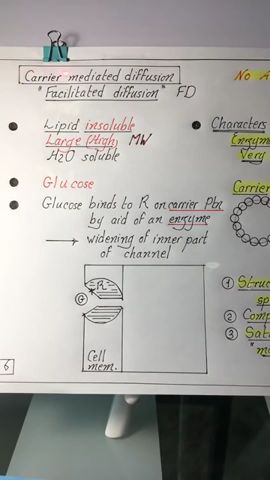 Carrier mediated diffusion
"Facilitated diffusion" FD
Lipid insoluble
Large (High) MW
H2O soluble
Glucose
Glucose binds to R on carrier Ptn
by aid of an enzyme
→ widening of inner part
of channel
R
G
Cell
mem.
6
No A
Characters
Enzyme
Very
Carrier
① Struc
sp
② Comp
③ Sat
"m